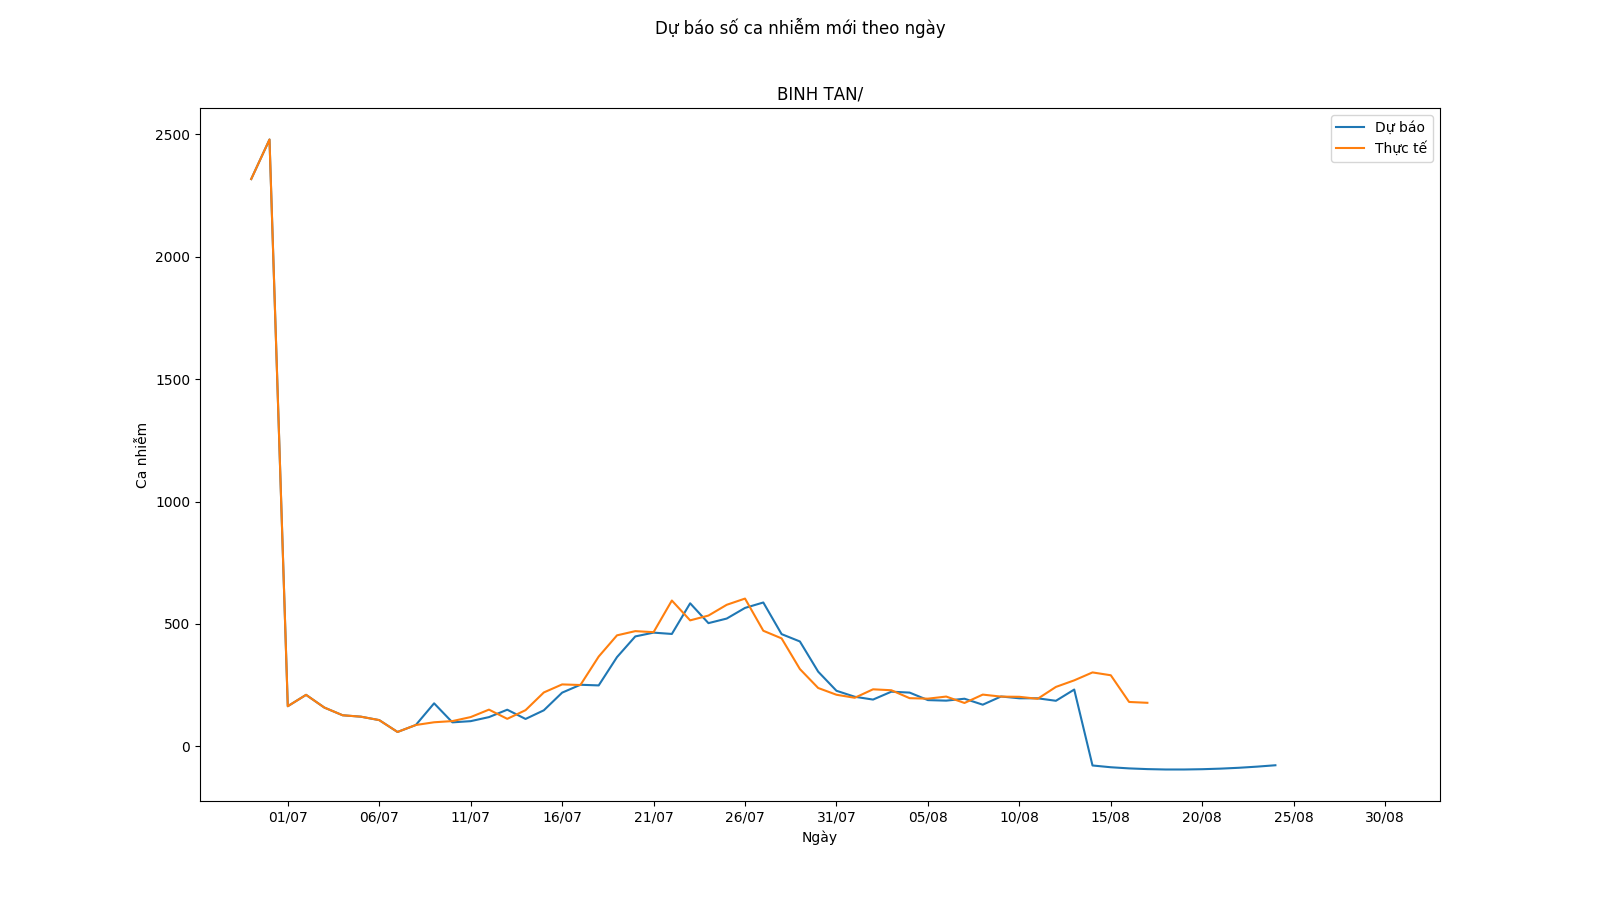 Dự báo số ca nhiễm mới theo ngày
BINH TAN/
Dự báo
Thực tế
2500
2000
1500
1000
500
0
Ca nhiễm
01/07 06/07 11/07 16/07 21/07 26/07 31/07 05/08 10/08 15/08 20/08 25/08 30/08
Ngày